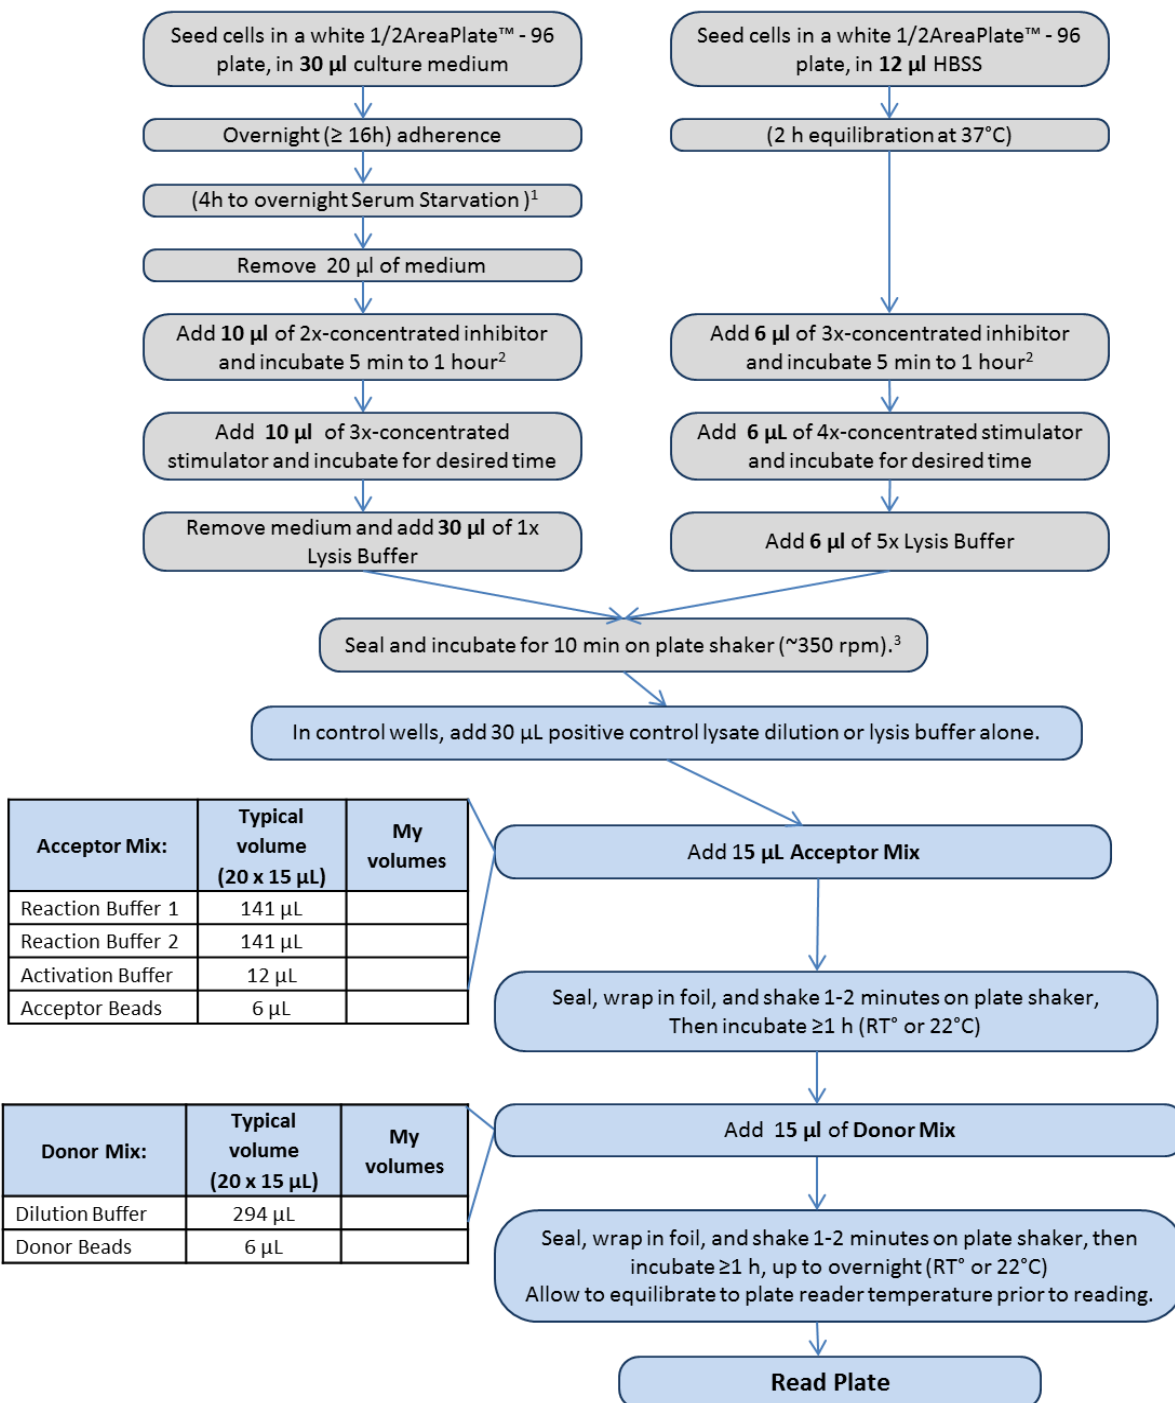 Seed cells in a white 1/2AreaPlate™ - 96
plate, in 30 µl culture medium
Overnight (≥ 16h) adherence
(4h to overnight Serum Starvation )1
Remove 20 µl of medium
Add 10 µl of 2x-concentrated inhibitor
and incubate 5 min to 1 hour2
Add 10 µl of 3x-concentrated
stimulator and incubate for desired time
Remove medium and add 30 µl of 1x
Lysis Buffer
Seed cells in a white 1/2AreaPlate™ - 96
plate, in 12 µl HBSS
(2 h equilibration at 37°C)
Add 6 µl of 3x-concentrated inhibitor
and incubate 5 min to 1 hour2
Add 6 µL of 4x-concentrated stimulator
and incubate for desired time
Add 6 µl of 5x Lysis Buffer
Seal and incubate for 10 min on plate shaker (~350 rpm).3
In control wells, add 30 µL positive control lysate dilution or lysis buffer alone.
Acceptor Mix: Typical volume (20 x 15 µL) My volumes
Reaction Buffer 1 141 µL
Reaction Buffer 2 141 µL
Activation Buffer 12 µL
Acceptor Beads 6 µL
Add 15 µL Acceptor Mix
Seal, wrap in foil, and shake 1-2 minutes on plate shaker,
Then incubate ≥1 h (RT° or 22°C)
Donor Mix: Typical volume (20 x 15 µL) My volumes
Dilution Buffer 294 µL
Donor Beads 6 µL
Add 15 µl of Donor Mix
Seal, wrap in foil, and shake 1-2 minutes on plate shaker, then
incubate ≥1 h, up to overnight (RT° or 22°C)
Allow to equilibrate to plate reader temperature prior to reading.
Read Plate